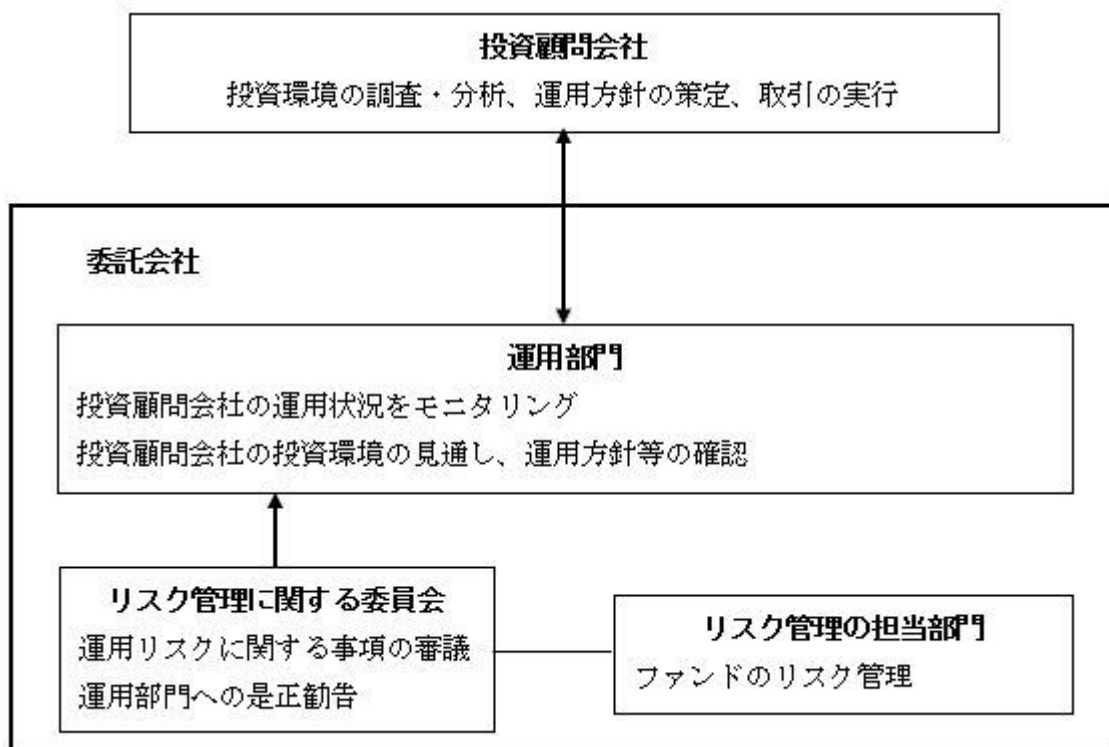 投資顧問会社
投資環境の調査・分析、運用方針の策定、取引の実行
委託会社
運用部門
投資顧問会社の運用状況をモニタリング
投資顧問会社の投資環境の見通し、運用方針等の確認
リスク管理に関する委員会
運用リスクに関する事項の審議
運用部門への是正勧告
リスク管理の担当部門
ファンドのリスク管理